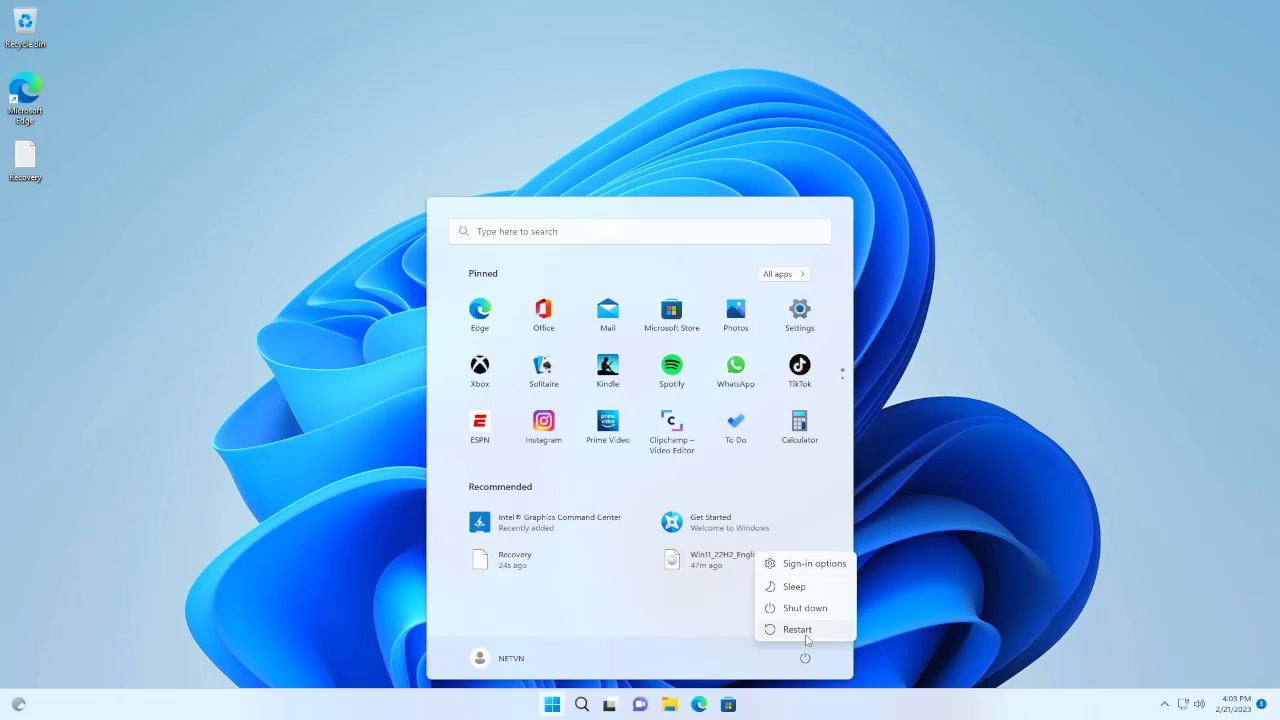 Recycle Bin
Microsoft
Edge
Recovery
Type here to search
Pinned
All apps
Edge
Office
Mail
Microsoft Store
Photos
Settings
Xbox
Solitaire
Kindle
Spotify
WhatsApp
TikTok
prime
video
ESPN
Instagram
Prime Video
Clipchamp –
Video Editor
To Do
Calculator
Recommended
Intel® Graphics Command Center
Recently added
Get Started
Welcome to Windows
Recovery
24s ago
Win11_22H2_Engli
47m ago
Sign-in options
Sleep
Shut down
Restart
NETVN
4:03 PM
2/21/2023
3